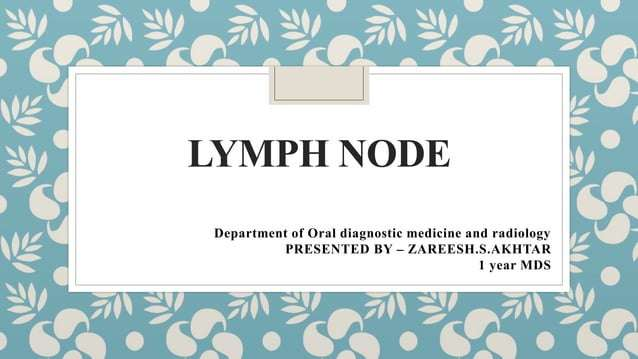 LYMPH NODE
Department of Oral diagnostic medicine and radiology
PRESENTED BY – ZAREESH.S.AKHTAR
1 year MDS